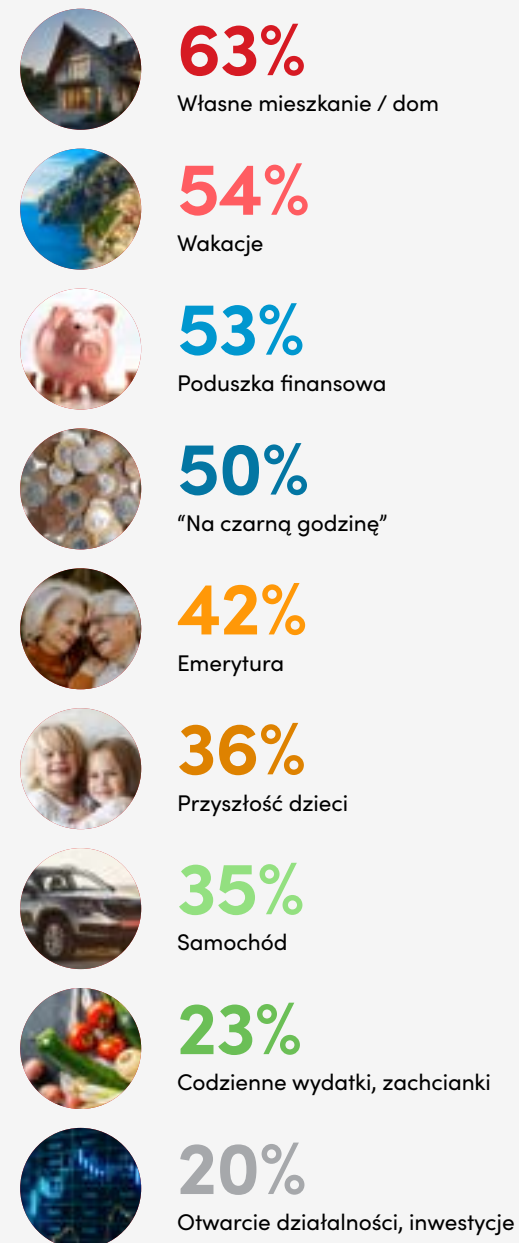 63%
Własne mieszkanie / dom
54%
Wakacje
53%
Poduszka finansowa
50%
“Na czarną godzinę”
42%
Emerytura
36%
Przyszłość dzieci
35%
Samochód
23%
Codzienne wydatki, zachcianki
20%
Otwarcie działalności, inwestycje